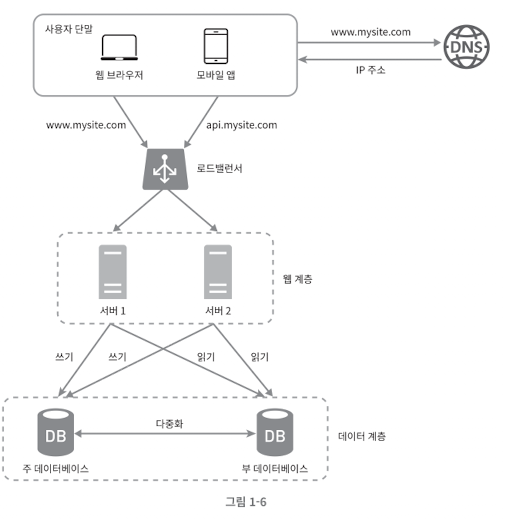 사용자 단말
웹 브라우저
모바일 앱
www.mysite.com
DNS
IP 주소
www.mysite.com
api.mysite.com
로드밸런서
서버 1
서버 2
웹 계층
쓰기
쓰기
읽기
읽기
DB
다중화
DB
주 데이터베이스
부 데이터베이스
데이터 계층
그림 1-6